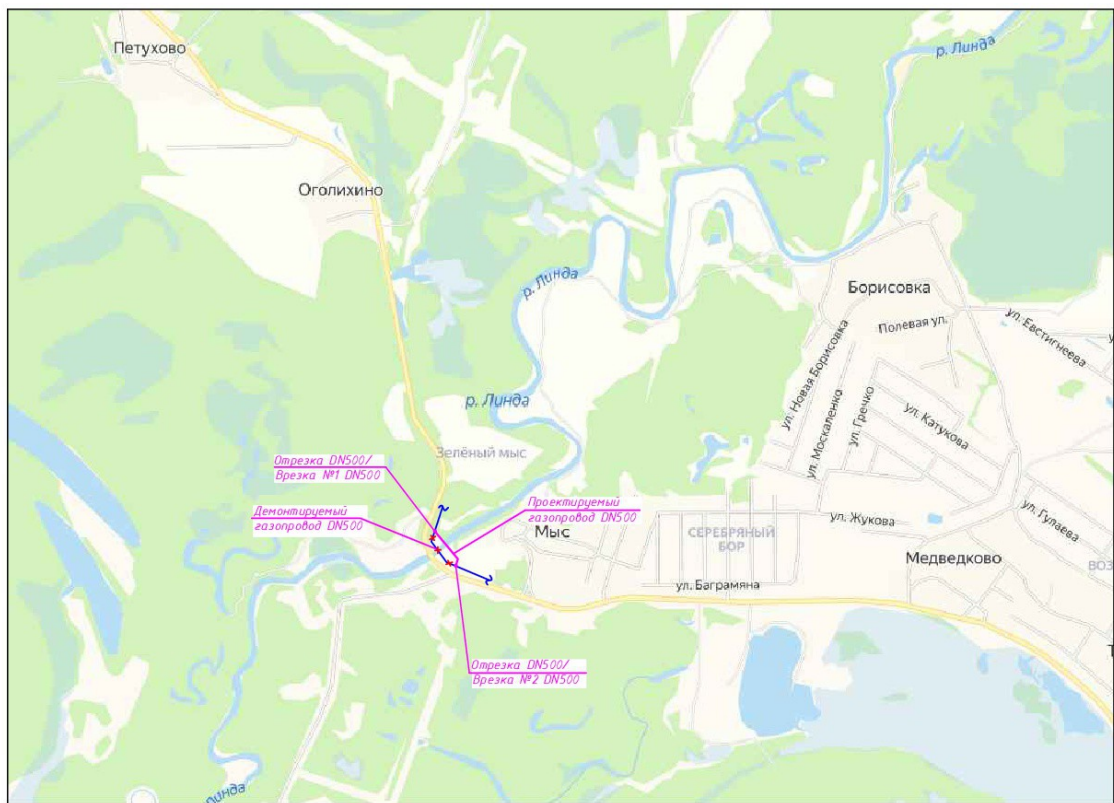 Петухово
р. Линда
Оголихино
р. Линда
Борисовка
Полевая ул.
ул. Евстигнеева
ул. Новая Борисовка
ул. Москаленко
ул. Гречко
ул. Катукова
р. Линда
Зелёный мыс
Отрезка DN500/
Врезка №1 DN500
Демонтируемый
газопровод DN500
Проектируемый
газопровод DN500
Мыс
СЕРЕБРЯНЫЙ
БОР
ул. Жукова
ул. Гулаева
Медведково
ВОЗ
ул. Баграмяна
Т
Отрезка DN500/
Врезка №2 DN500
Линда